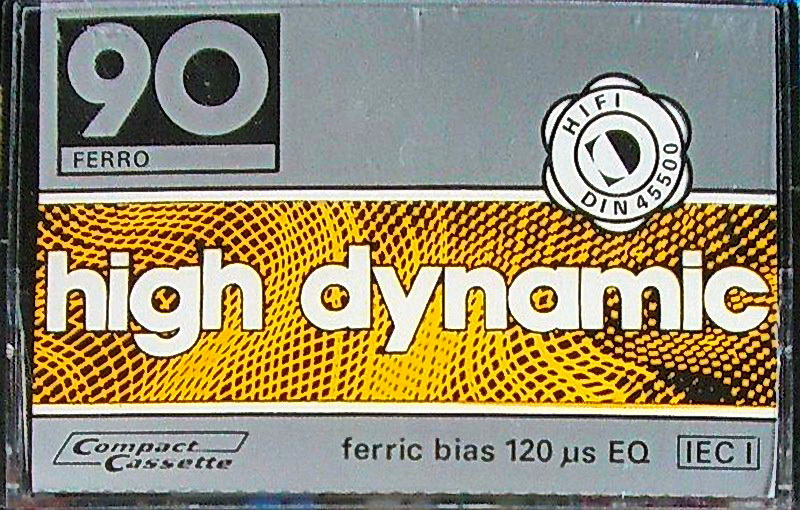 90
FERRO
HIFI
DIN 45500
high dynamic
Compact
Cassette
ferric bias 120 µs EQ IEC I